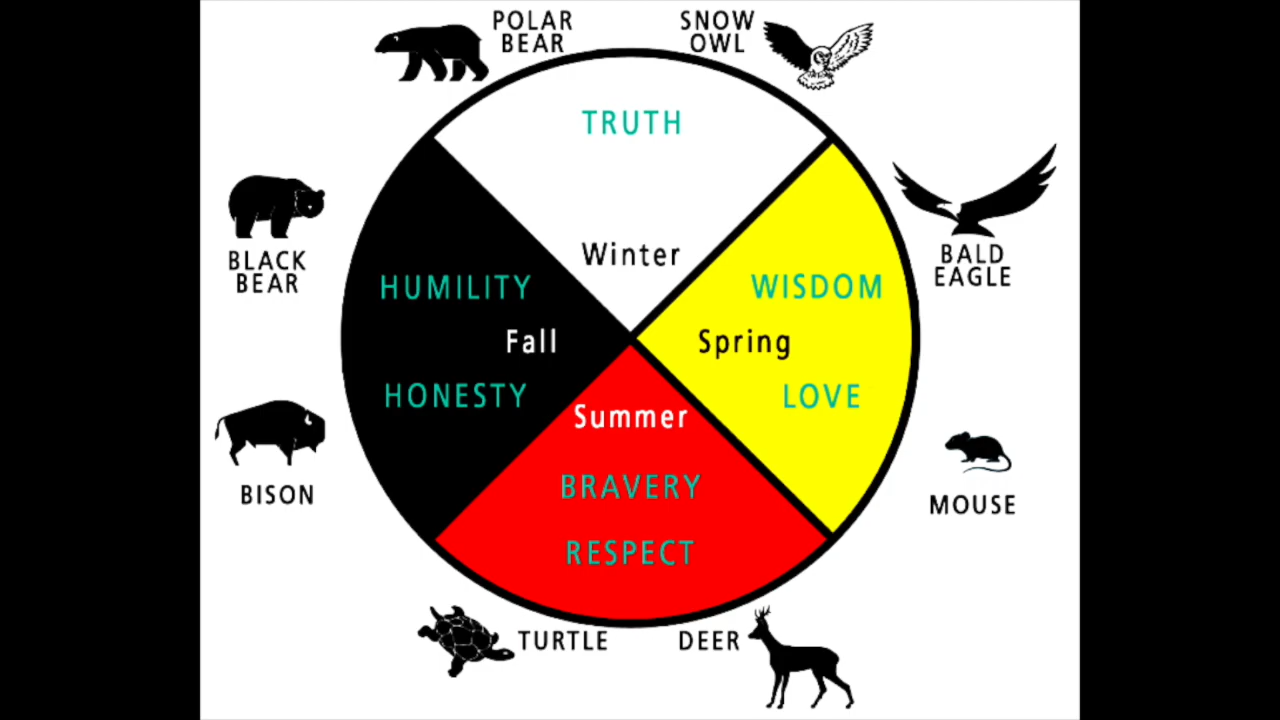 POLAR
BEAR
SNOW
OWL
TRUTH
Winter
BLACK
BEAR
BALD
EAGLE
HUMILITY
Fall
HONESTY
WISDOM
Spring
LOVE
Summer
BRAVERY
RESPECT
BISON
MOUSE
TURTLE
DEER